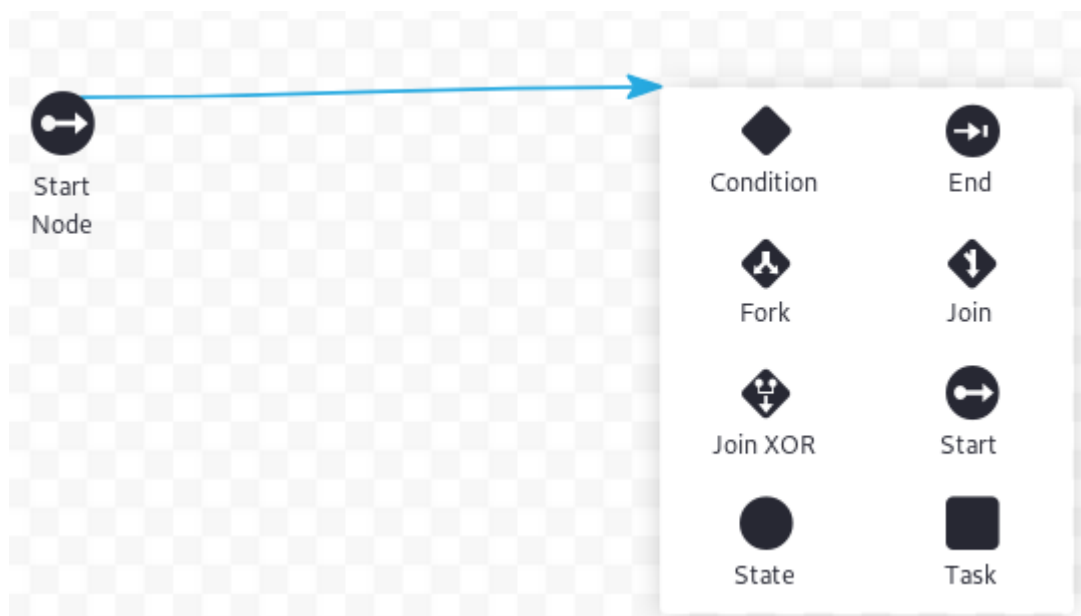 Start
Node
Condition
End
Fork
Join
Join XOR
Start
State
Task